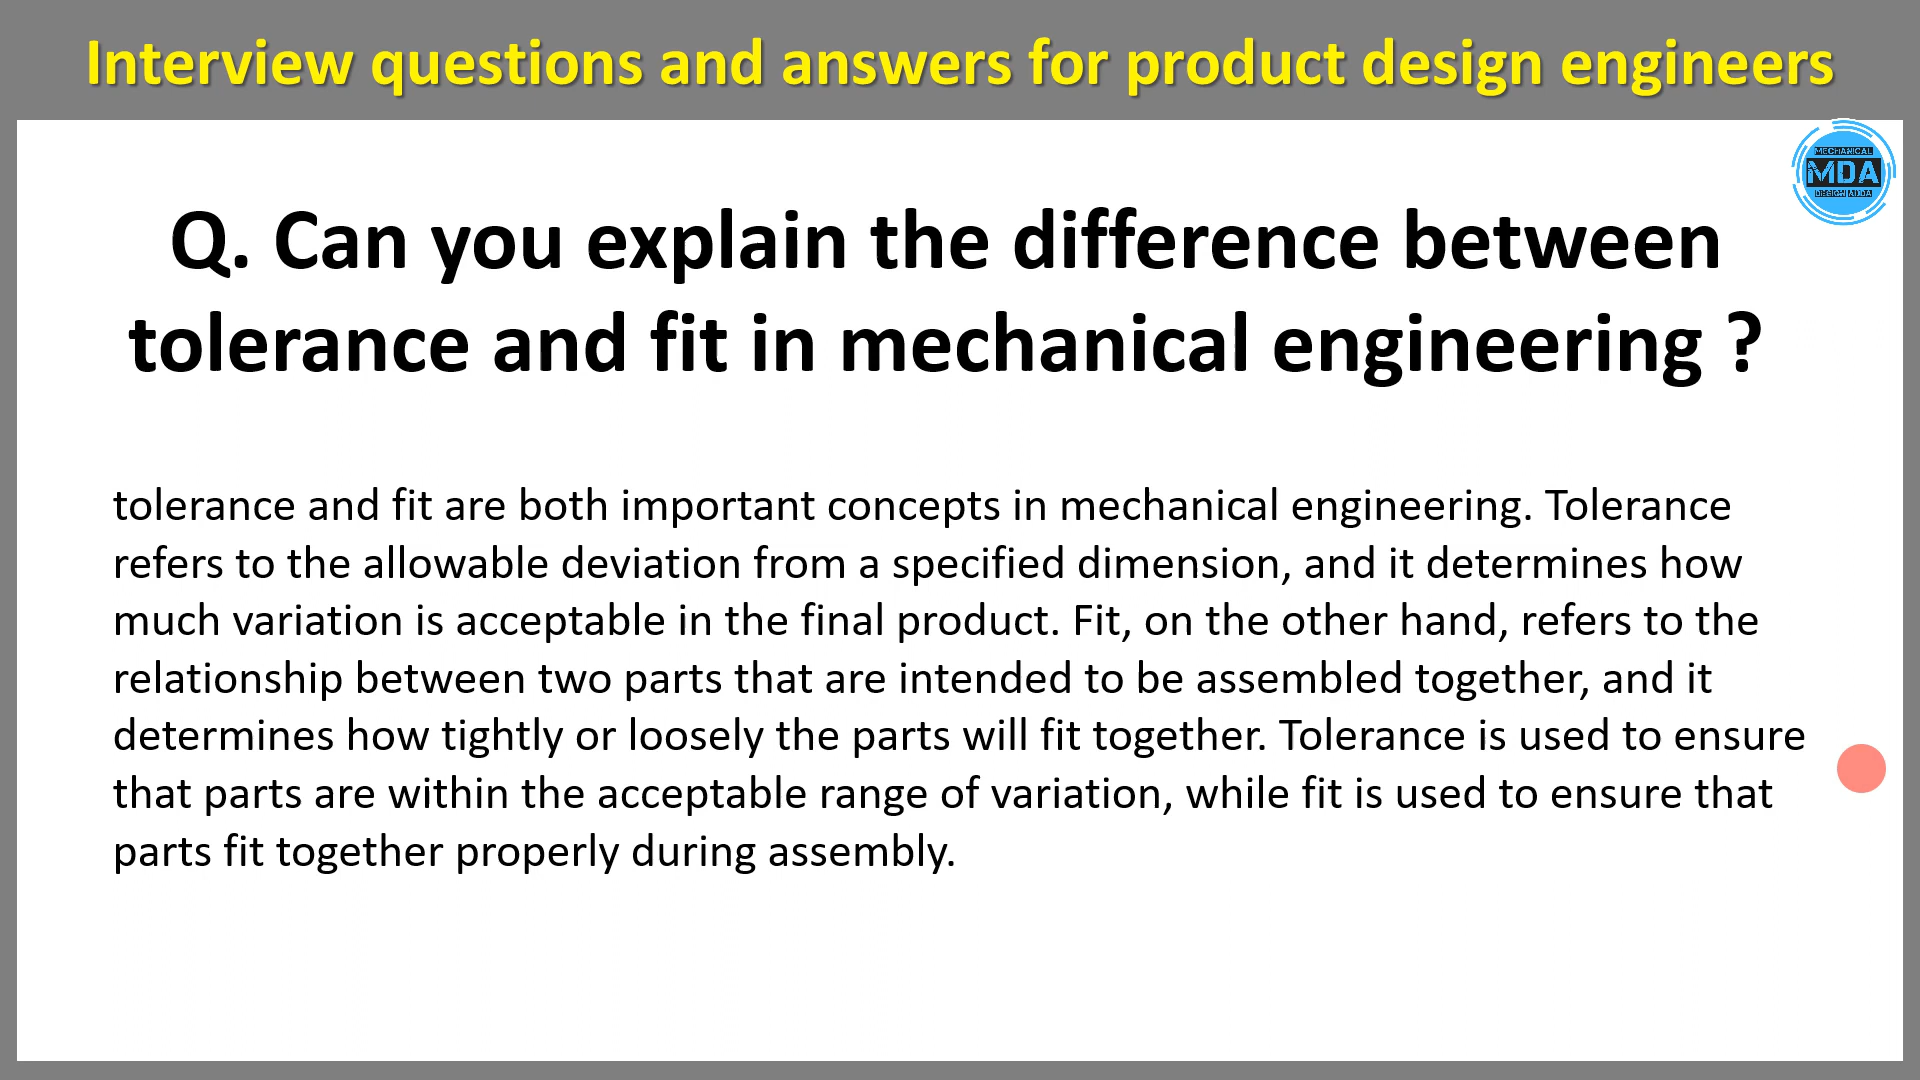 Interview questions and answers for product design engineers
MECHANICAL
MDA
DESIGN ADDA
Q. Can you explain the difference between
tolerance and fit in mechanical engineering ?
tolerance and fit are both important concepts in mechanical engineering. Tolerance
refers to the allowable deviation from a specified dimension, and it determines how
much variation is acceptable in the final product. Fit, on the other hand, refers to the
relationship between two parts that are intended to be assembled together, and it
determines how tightly or loosely the parts will fit together. Tolerance is used to ensure
that parts are within the acceptable range of variation, while fit is used to ensure that
parts fit together properly during assembly.